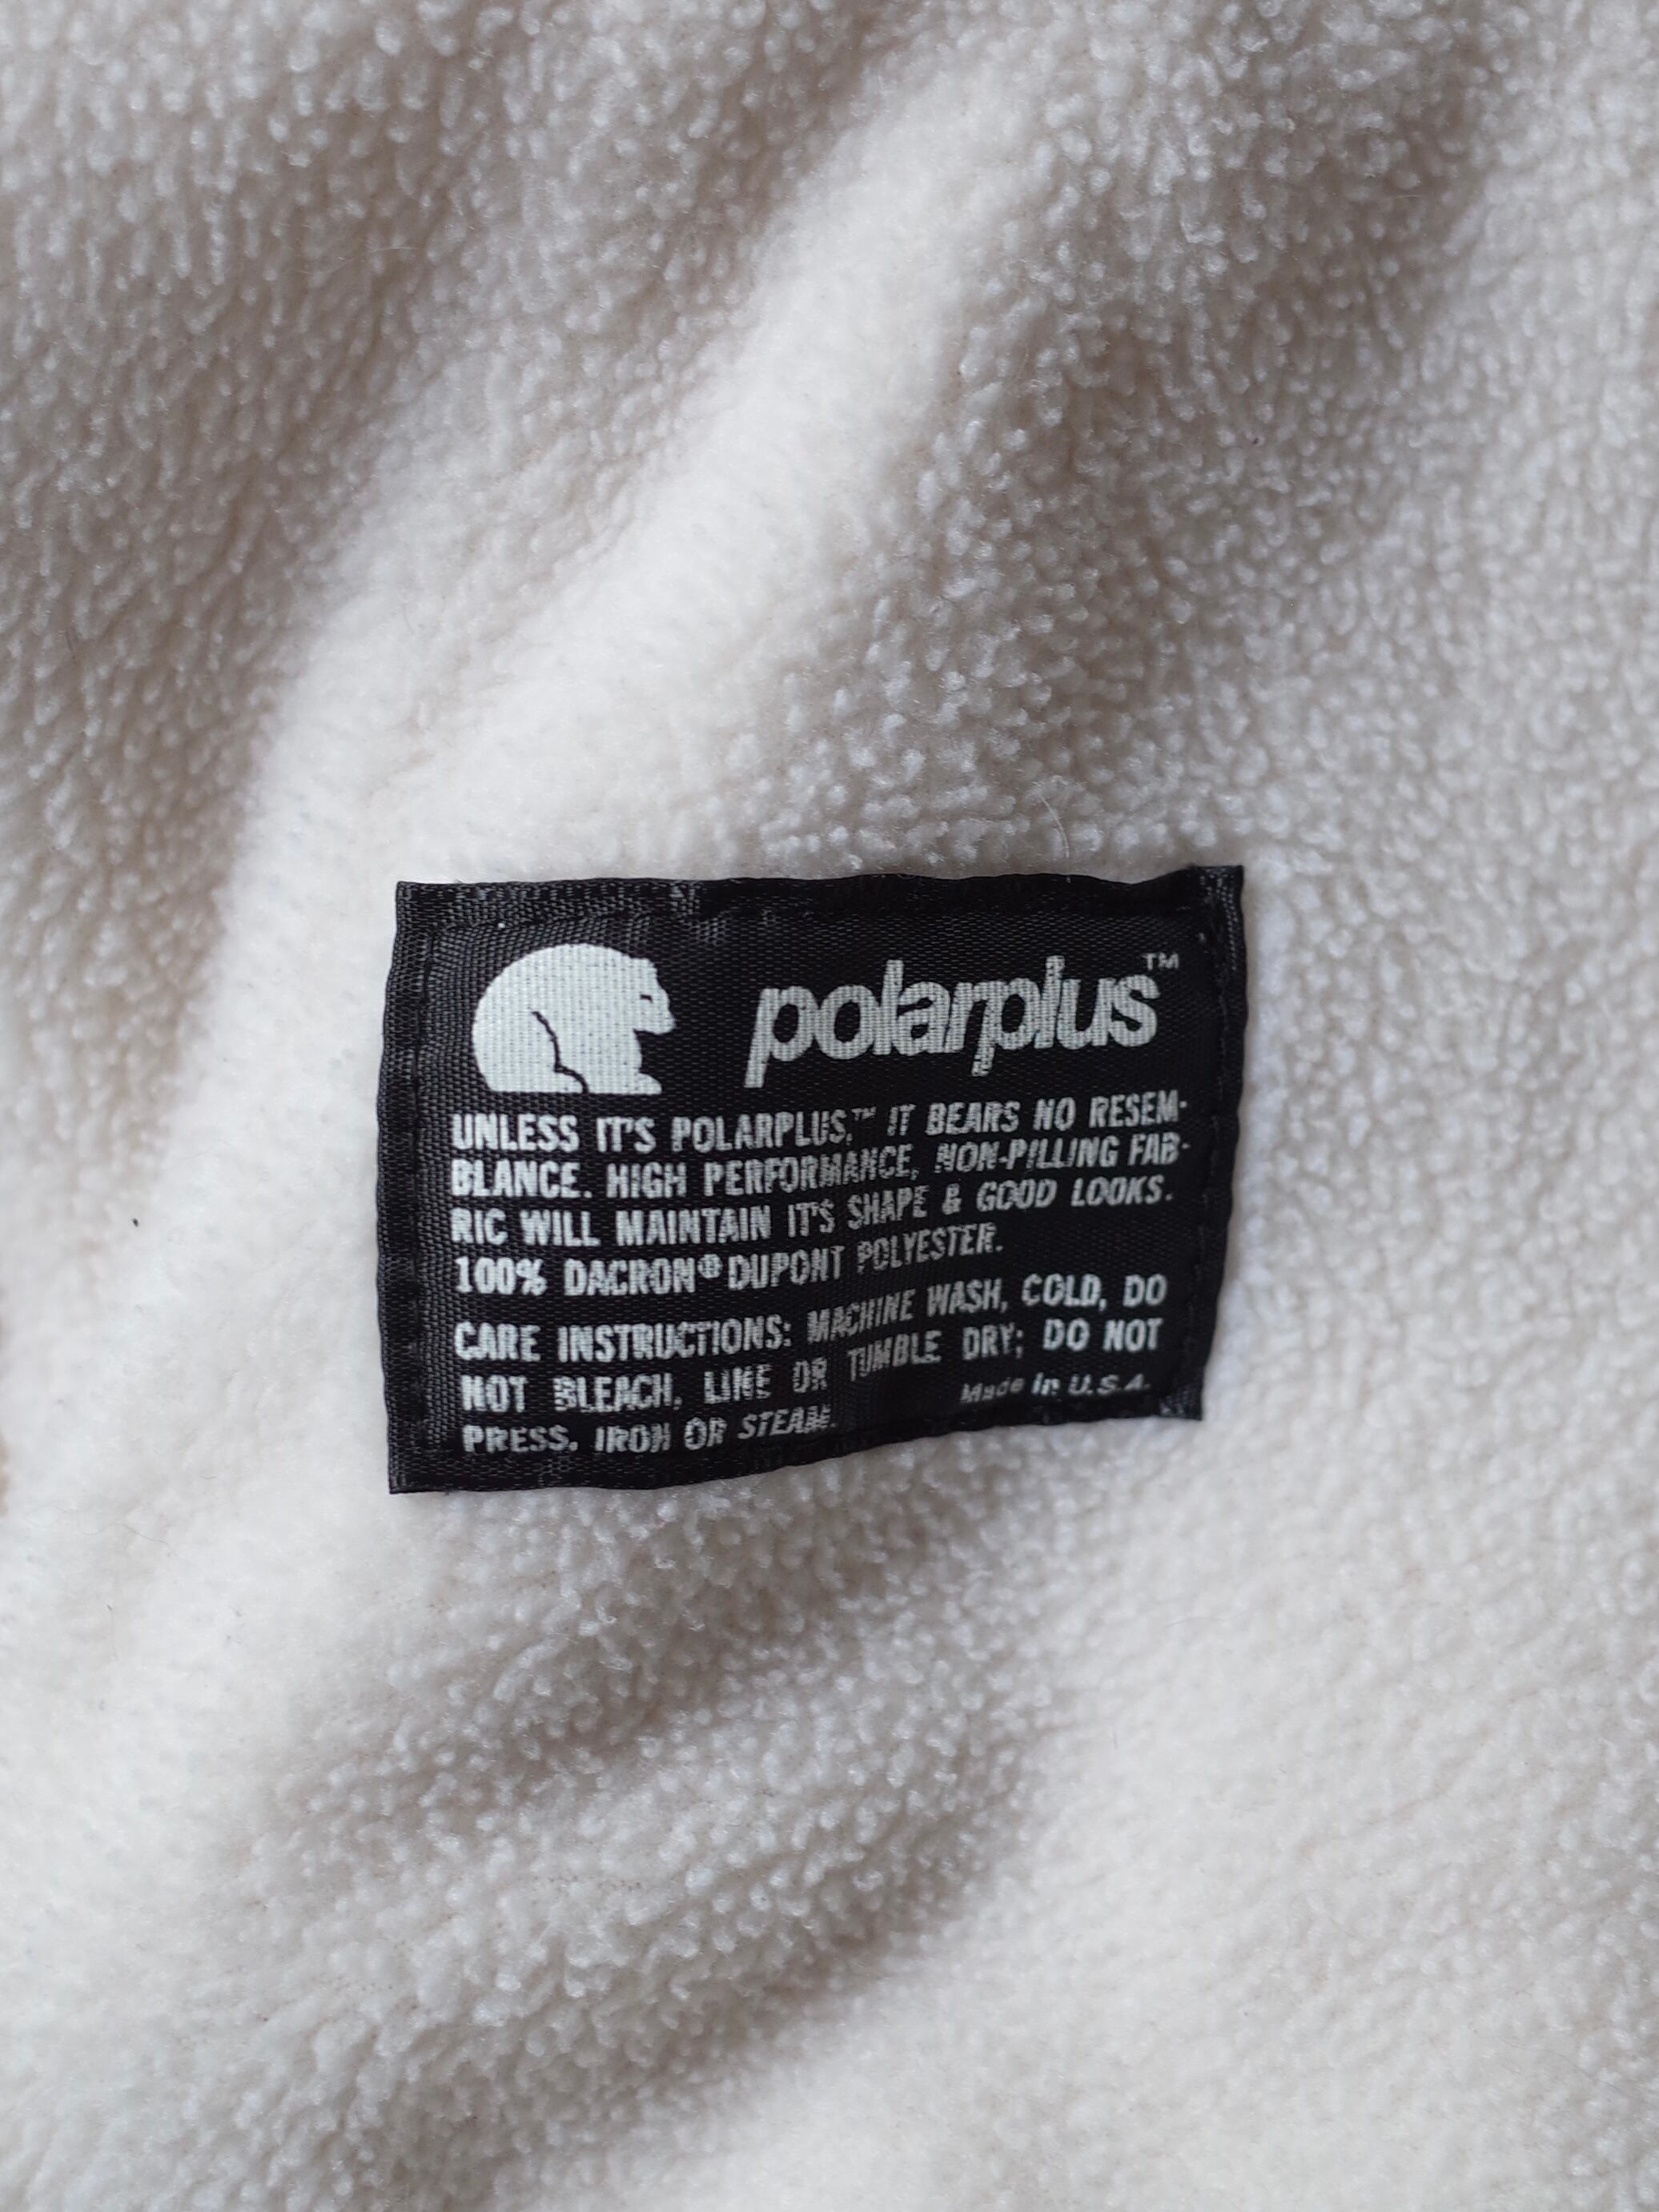 polarplus™
UNLESS IT'S POLARPLUS,™ IT BEARS NO RESEM-
BLANCE. HIGH PERFORMANCE, NON-PILLING FAB-
RIC WILL MAINTAIN IT'S SHAPE & GOOD LOOKS.
100% DACRON® DUPONT POLYESTER.
CARE INSTRUCTIONS: MACHINE WASH, COLD, DO
NOT BLEACH, LINE OR TUMBLE DRY; DO NOT
PRESS, IRON OR STEAM.
Made in U.S.A.